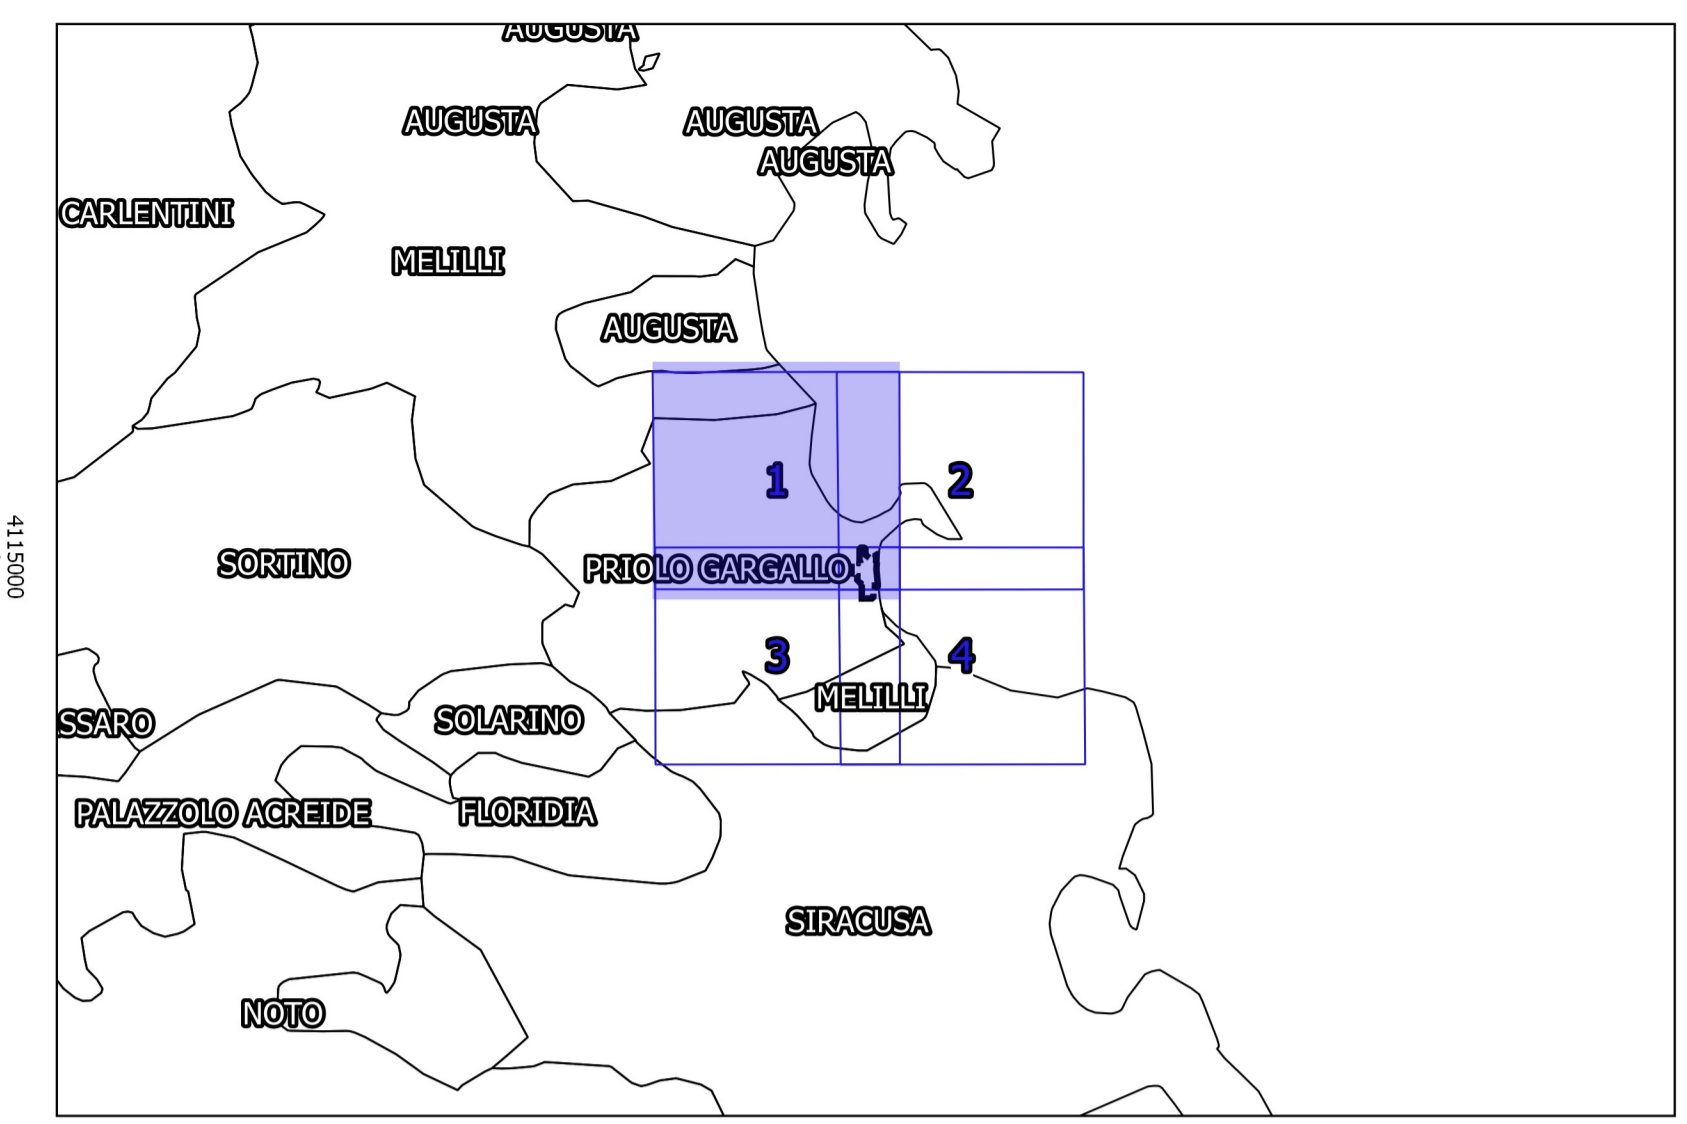 AUGUSTA
AUGUSTA
AUGUSTA
AUGUSTA
CARLENTINI
MELILLI
AUGUSTA
1
2
4115000
SORTINO
PRIOLO GARGALLO
3
4
MELILLI
SSARO
SOLARINO
PALAZZOLO ACREIDE
FLORIDIA
SIRACUSA
NOTO